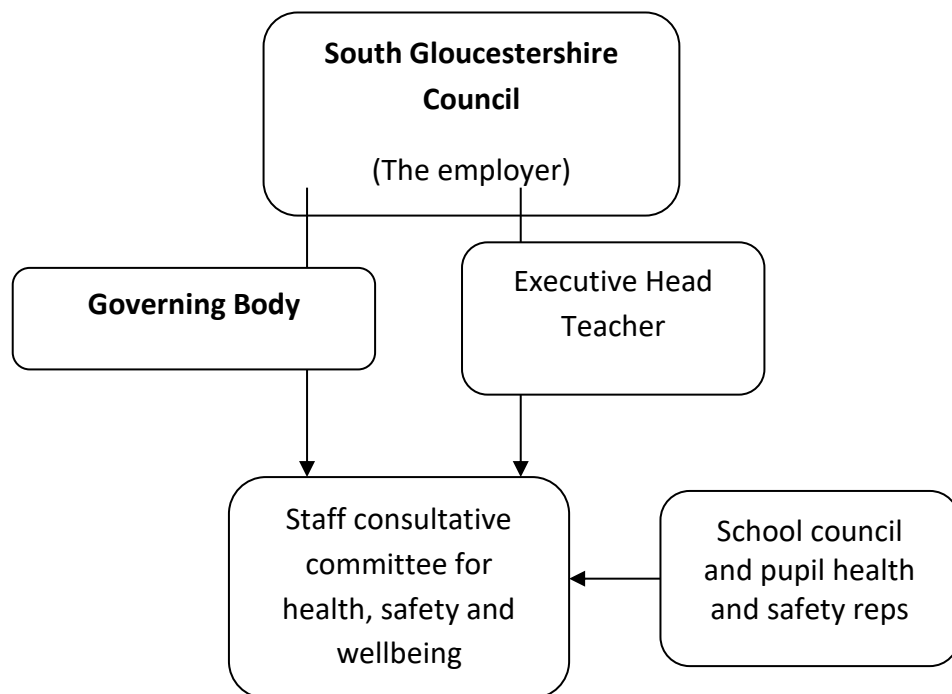 South Gloucestershire
Council
(The employer)
Governing Body
Executive Head
Teacher
Staff consultative
committee for
health, safety and
wellbeing
School council
and pupil health
and safety reps